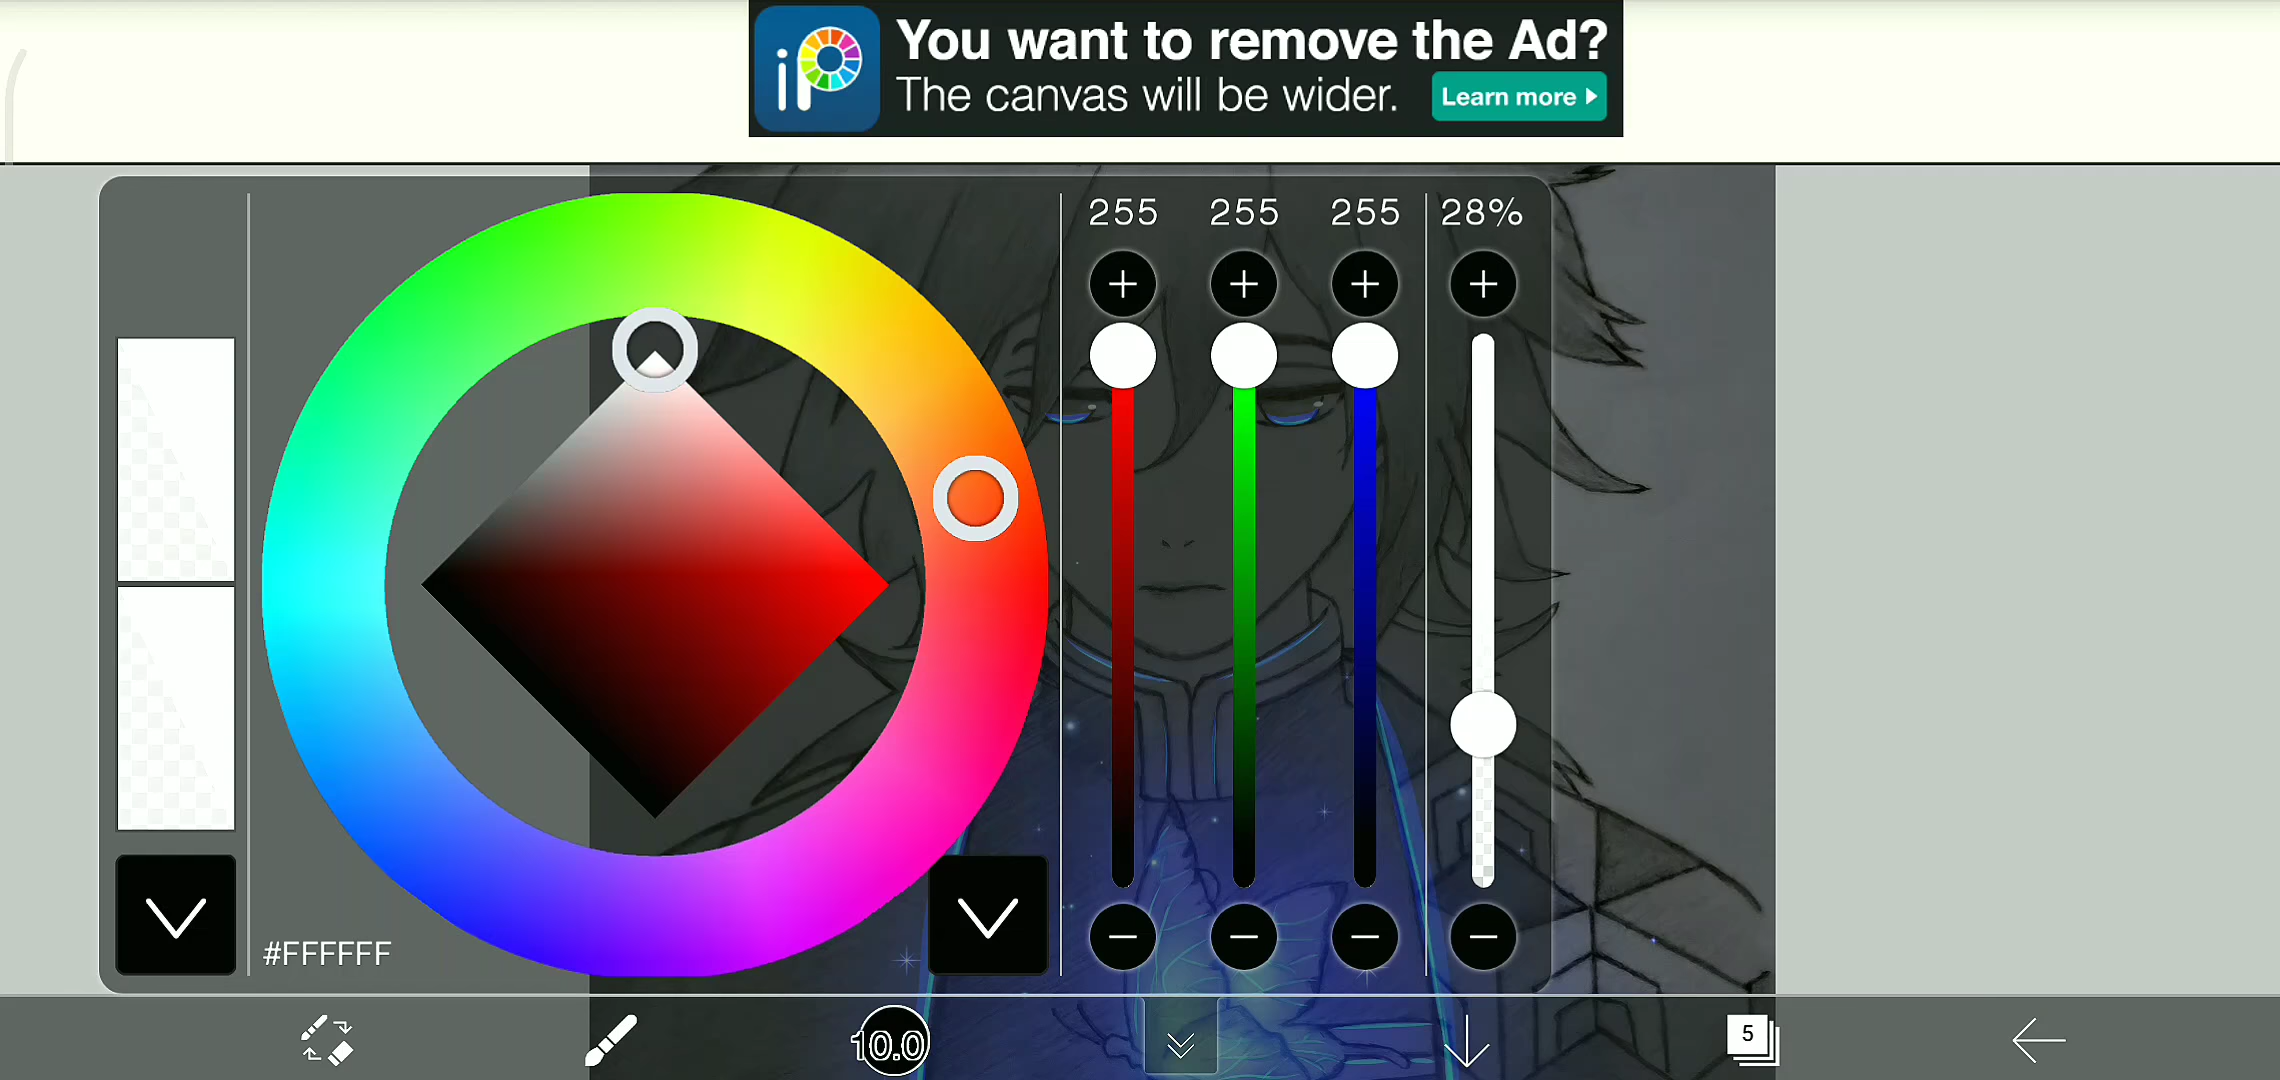 iP
You want to remove the Ad?
The canvas will be wider.
Learn more
255 255 255 28%
#FFFFFF
10.0
5